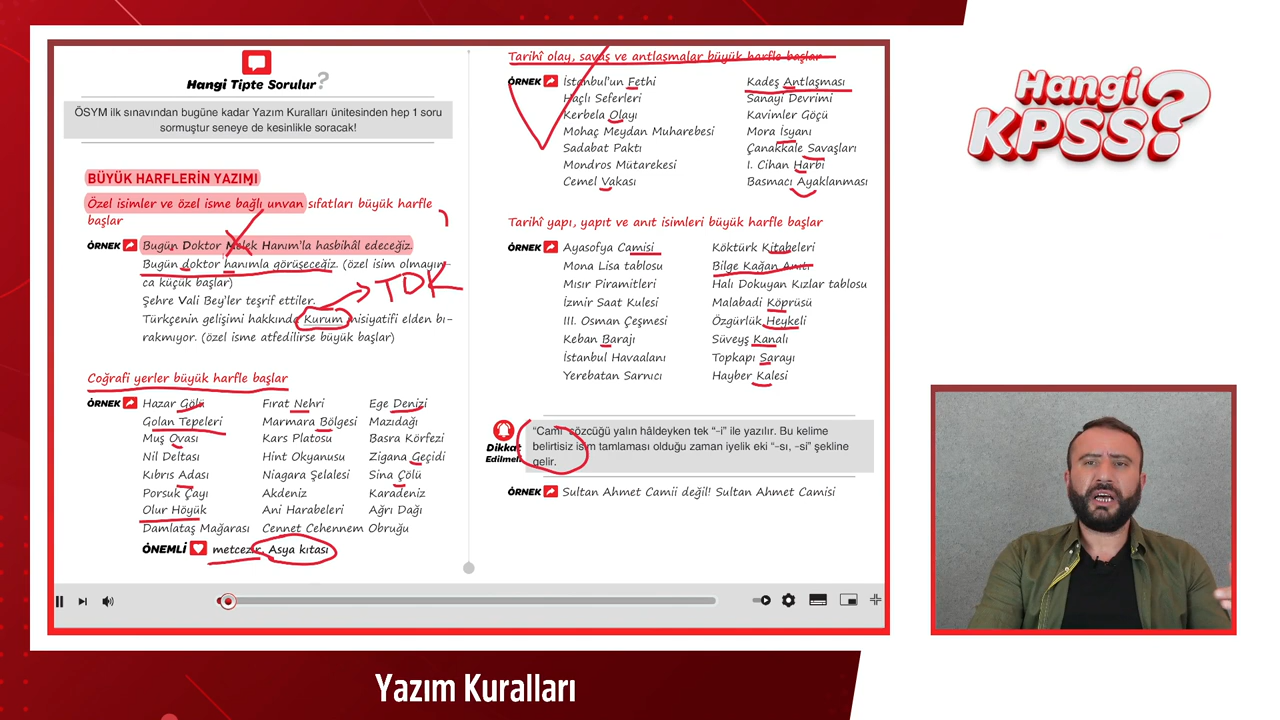 Hangi Tipte Sorulur?
ÖSYM ilk sınavından bugüne kadar Yazım Kuralları ünitesinden hep 1 soru
sormuştur seneye de kesinlikle soracak!
BÜYÜK HARFLERİN YAZIMI
Özel isimler ve özel isme bağlı unvan sıfatları büyük harfle
başlar
ÖRNEK Bugün Doktor Melek Hanım'la hasbihâl edeceğiz.
Bugün doktor hanımla görüşeceğiz. (özel isim olmayın-
ca küçük başlar)
Şehre Vali Bey'ler teşrif ettiler.
TDK
Türkçenin gelişimi hakkında Kurum inisiyatifi elden bı-
rakmıyor. (özel isme atfedilirse büyük başlar)
Coğrafi yerler büyük harfle başlar
ÖRNEK Hazar Gölü Fırat Nehri Ege Denizi
Golan Tepeleri Marmara Bölgesi Mazıdağı
Muş Ovası Kars Platosu Basra Körfezi
Nil Deltası Hint Okyanusu Zigana Geçidi
Kıbrıs Adası Niagara Şelalesi Sina Çölü
Porsuk Çayı Akdeniz Karadeniz
Olur Höyük Ani Harabeleri Ağrı Dağı
Damlataş Mağarası Cennet Cehennem Obruğu
ÖNEMLİ metcezir, Asya kıtası
Tarihî olay, savaş ve antlaşmalar büyük harfle başlar
ÖRNEK İstanbul'un Fethi Kadeş Antlaşması
Haçlı Seferleri Sanayi Devrimi
Kerbela Olayı Kavimler Göçü
Mohaç Meydan Muharebesi Mora İsyanı
Sadabat Paktı Çanakkale Savaşları
Mondros Mütarekesi I. Cihan Harbi
Cemel Vakası Basmacı Ayaklanması
Tarihî yapı, yapıt ve anıt isimleri büyük harfle başlar
ÖRNEK Ayasofya Camisi Köktürk Kitabeleri
Mona Lisa tablosu Bilge Kağan Anıtı
Mısır Piramitleri Halı Dokuyan Kızlar tablosu
İzmir Saat Kulesi Malabadi Köprüsü
III. Osman Çeşmesi Özgürlük Heykeli
Keban Barajı Süveyş Kanalı
İstanbul Havaalanı Topkapı Sarayı
Yerebatan Sarnıcı Hayber Kalesi
Dikkat Edilmeli
"Cami" sözcüğü yalın hâldeyken tek "-i" ile yazılır. Bu kelime
belirtisiz isim tamlaması olduğu zaman iyelik eki "-sı, -si" şekline
gelir.
ÖRNEK Sultan Ahmet Camii değil! Sultan Ahmet Camisi
Hangi
KPSS?
Yazım Kuralları